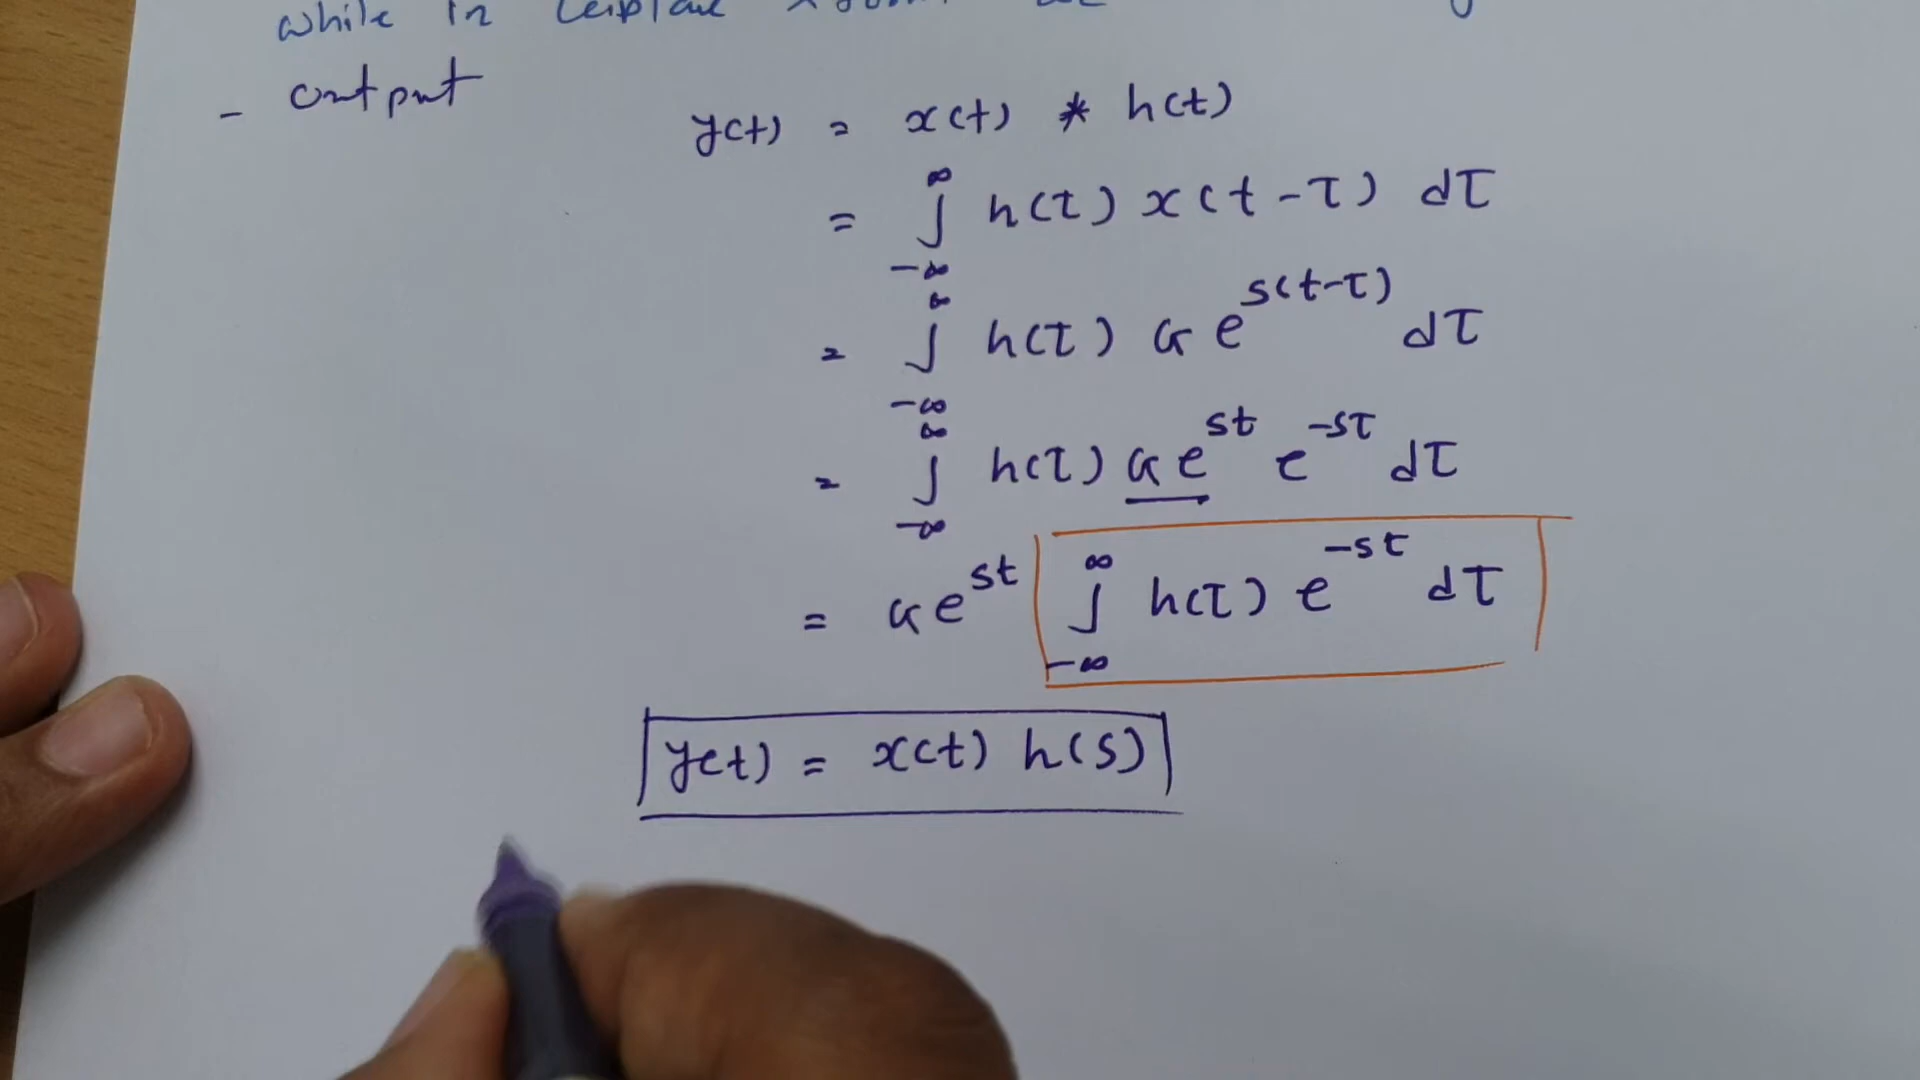 while in
- output
y(t) = x(t) * h(t)
= ∫_{-∞}^{∞} h(τ) x(t-τ) dτ
= ∫_{-∞}^{∞} h(τ) G e^{s(t-τ)} dτ
= ∫_{-∞}^{∞} h(τ) G e^{st} e^{-sτ} dτ
= G e^{st} ∫_{-∞}^{∞} h(τ) e^{-sτ} dτ
y(t) = x(t) h(s)